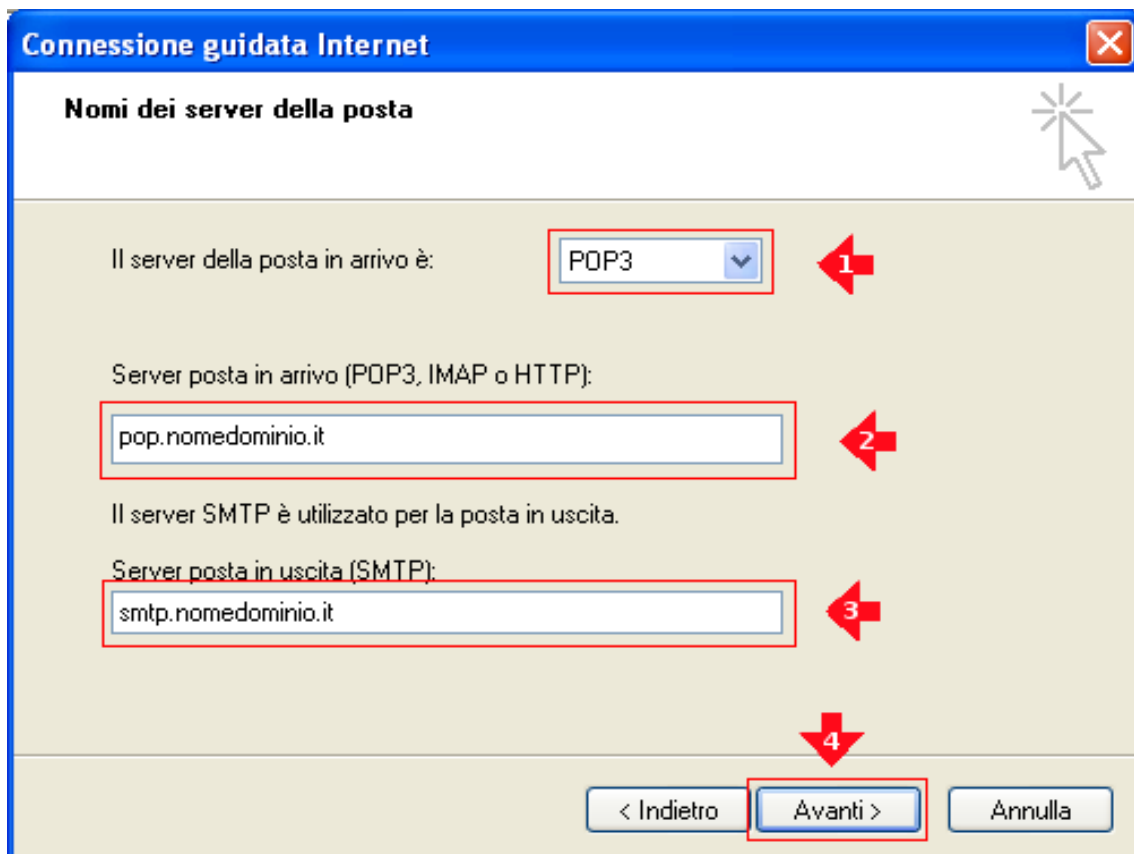 Connessione guidata Internet
Nomi dei server della posta
Il server della posta in arrivo è:
POP3
1
Server posta in arrivo (POP3, IMAP o HTTP):
pop.nomedominio.it
2
Il server SMTP è utilizzato per la posta in uscita.
Server posta in uscita (SMTP):
smtp.nomedominio.it
3
4
< Indietro
Avanti >
Annulla